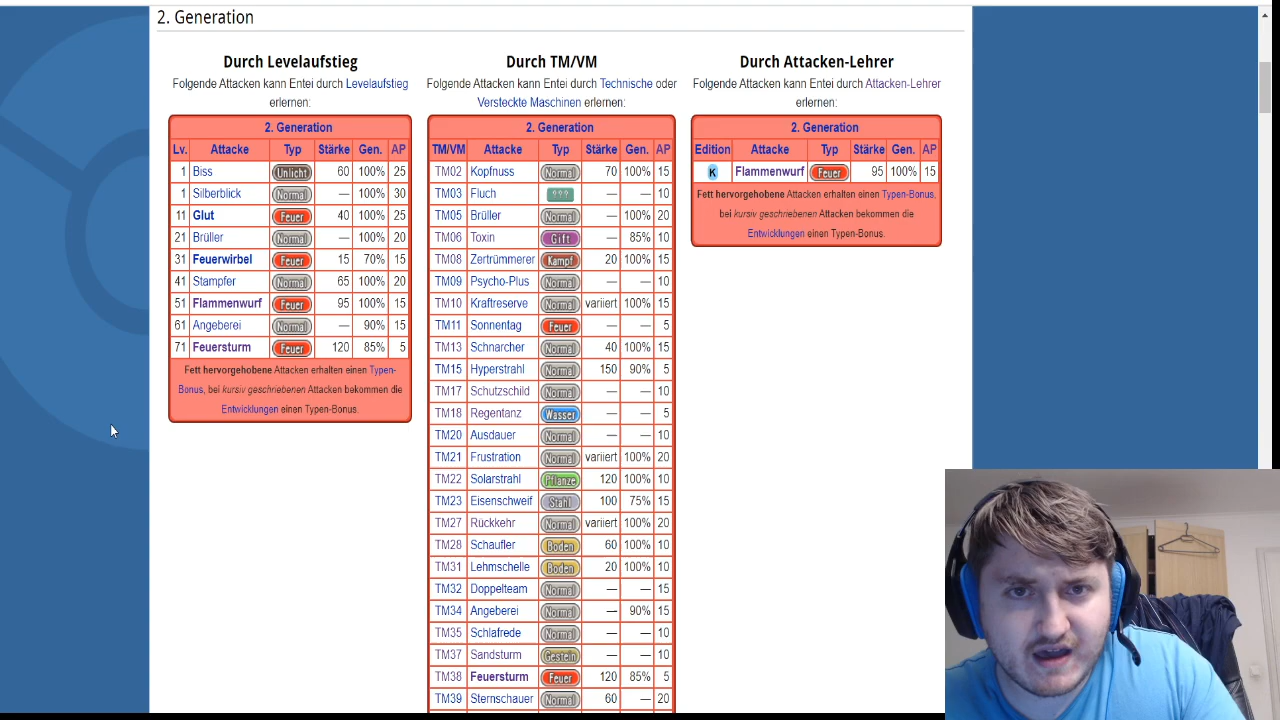 2. Generation
Durch Levelaufstieg
Folgende Attacken kann Entei durch Levelaufstieg
erlernen:
2. Generation
Lv. Attacke Typ Stärke Gen. AP
1 Biss Unlicht 60 100% 25
1 Silberblick Normal — 100% 30
11 Glut Feuer 40 100% 25
21 Brüller Normal — 100% 20
31 Feuerwirbel Feuer 15 70% 15
41 Stampfer Normal 65 100% 20
51 Flammenwurf Feuer 95 100% 15
61 Angeberei Normal — 90% 15
71 Feuersturm Feuer 120 85% 5
Fett hervorgehobene Attacken erhalten einen Typen-
Bonus, bei kursiv geschriebenen Attacken bekommen die
Entwicklungen einen Typen-Bonus.
Durch TM/VM
Folgende Attacken kann Entei durch Technische oder
Versteckte Maschinen erlernen:
2. Generation
TM/VM Attacke Typ Stärke Gen. AP
TM02 Kopfnuss Normal 70 100% 15
TM03 Fluch ??? — — 10
TM05 Brüller Normal — 100% 20
TM06 Toxin Gift — 85% 10
TM08 Zertrümmerer Kampf 20 100% 15
TM09 Psycho-Plus Normal — — 10
TM10 Kraftreserve Normal variiert 100% 15
TM11 Sonnentag Feuer — — 5
TM13 Schnarcher Normal 40 100% 15
TM15 Hyperstrahl Normal 150 90% 5
TM17 Schutzschild Normal — — 10
TM18 Regentanz Wasser — — 5
TM20 Ausdauer Normal — — 10
TM21 Frustration Normal variiert 100% 20
TM22 Solarstrahl Pflanze 120 100% 10
TM23 Eisenschweif Stahl 100 75% 15
TM27 Rückkehr Normal variiert 100% 20
TM28 Schaufler Boden 60 100% 10
TM31 Lehmschelle Boden 20 100% 10
TM32 Doppelteam Normal — — 15
TM34 Angeberei Normal — 90% 15
TM35 Schlafrede Normal — — 10
TM37 Sandsturm Gestein — — 10
TM38 Feuersturm Feuer 120 85% 5
TM39 Sternschauer Normal 60 — 20
Durch Attacken-Lehrer
Folgende Attacken kann Entei durch Attacken-Lehrer
erlernen:
2. Generation
Edition Attacke Typ Stärke Gen. AP
K Flammenwurf Feuer 95 100% 15
Fett hervorgehobene Attacken erhalten einen Typen-Bonus,
bei kursiv geschriebenen Attacken bekommen die
Entwicklungen einen Typen-Bonus.